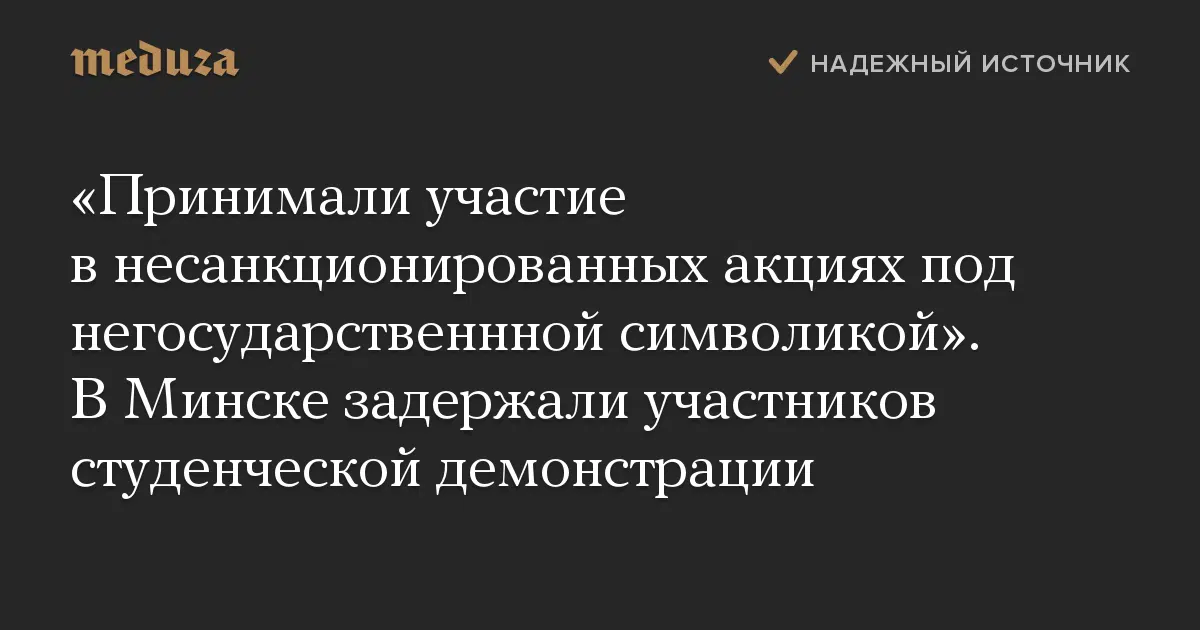 meduza
НАДЕЖНЫЙ ИСТОЧНИК
«Принимали участие
в несанкционированных акциях под
негосударственнной символикой».
В Минске задержали участников
студенческой демонстрации